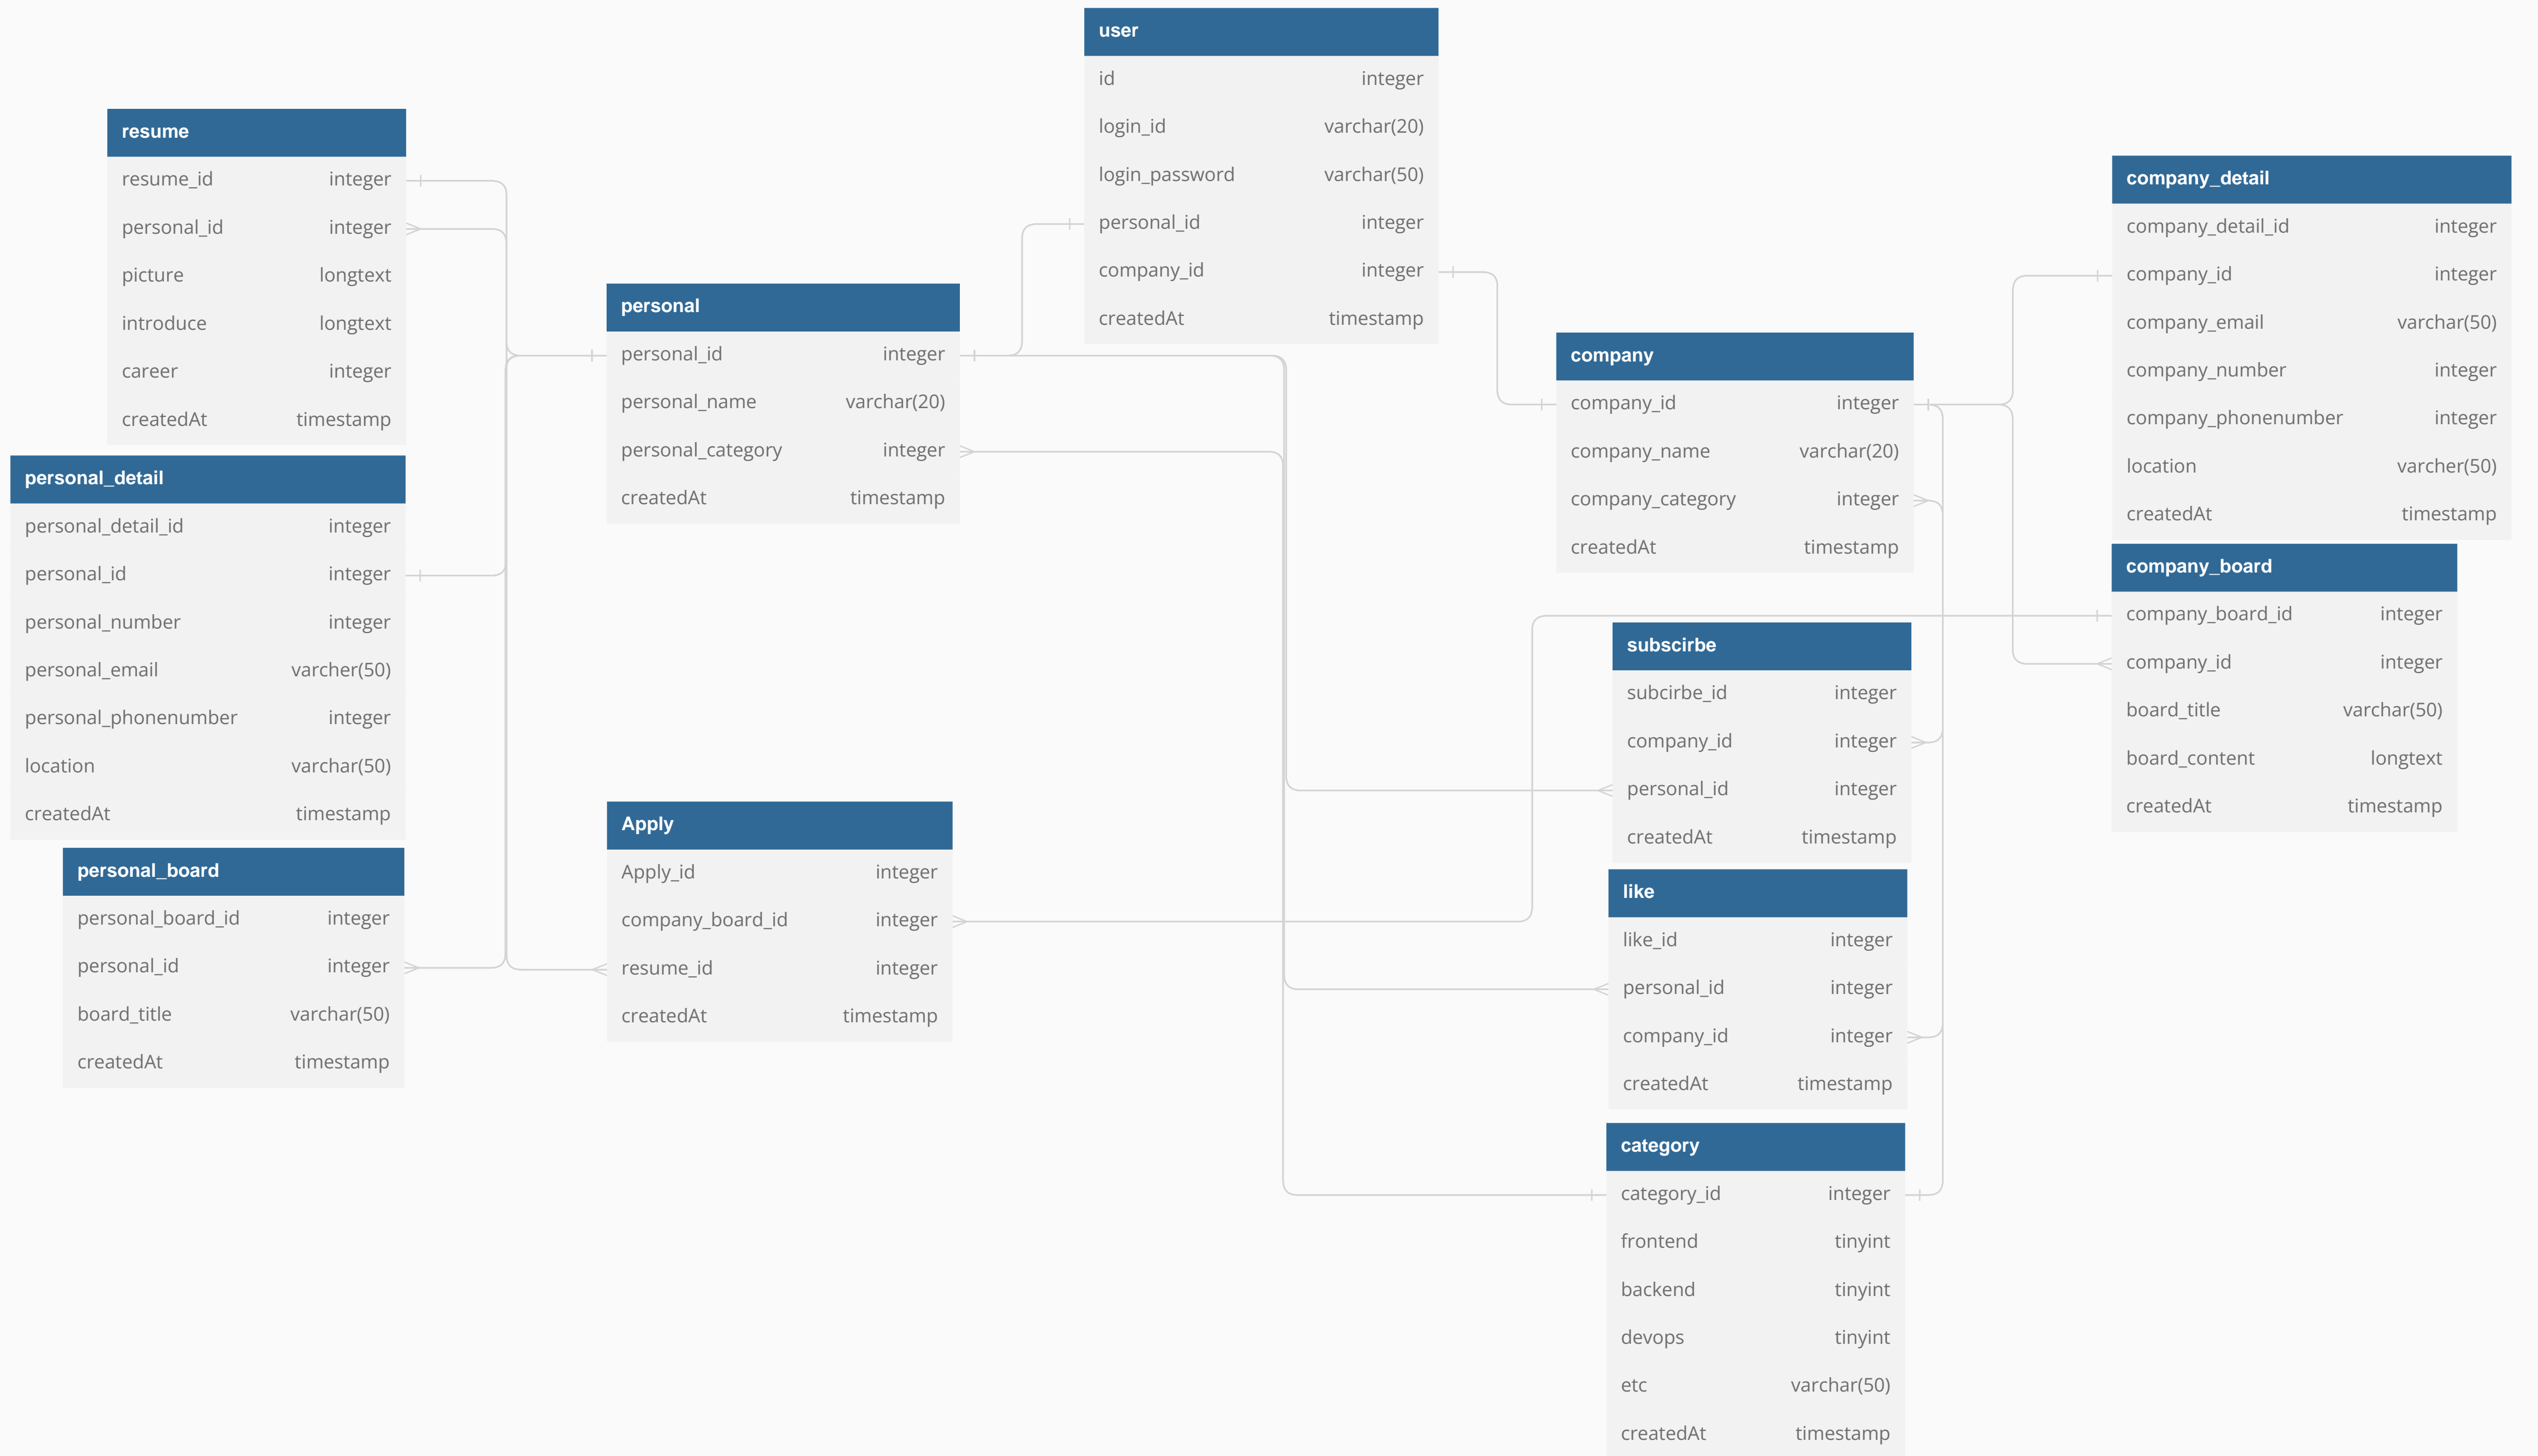 user
id integer
login_id varchar(20)
login_password varchar(50)
personal_id integer
company_id integer
createdAt timestamp
resume
resume_id integer
personal_id integer
picture longtext
introduce longtext
career integer
createdAt timestamp
personal_detail
personal_detail_id integer
personal_id integer
personal_number integer
personal_email varcher(50)
personal_phonenumber integer
location varchar(50)
createdAt timestamp
personal_board
personal_board_id integer
personal_id integer
board_title varchar(50)
createdAt timestamp
personal
personal_id integer
personal_name varchar(20)
personal_category integer
createdAt timestamp
Apply
Apply_id integer
company_board_id integer
resume_id integer
createdAt timestamp
company
company_id integer
company_name varchar(20)
company_category integer
createdAt timestamp
subscirbe
subcirbe_id integer
company_id integer
personal_id integer
createdAt timestamp
like
like_id integer
personal_id integer
company_id integer
createdAt timestamp
category
category_id integer
frontend tinyint
backend tinyint
devops tinyint
etc varchar(50)
createdAt timestamp
company_detail
company_detail_id integer
company_id integer
company_email varchar(50)
company_number integer
company_phonenumber integer
location varcher(50)
createdAt timestamp
company_board
company_board_id integer
company_id integer
board_title varchar(50)
board_content longtext
createdAt timestamp